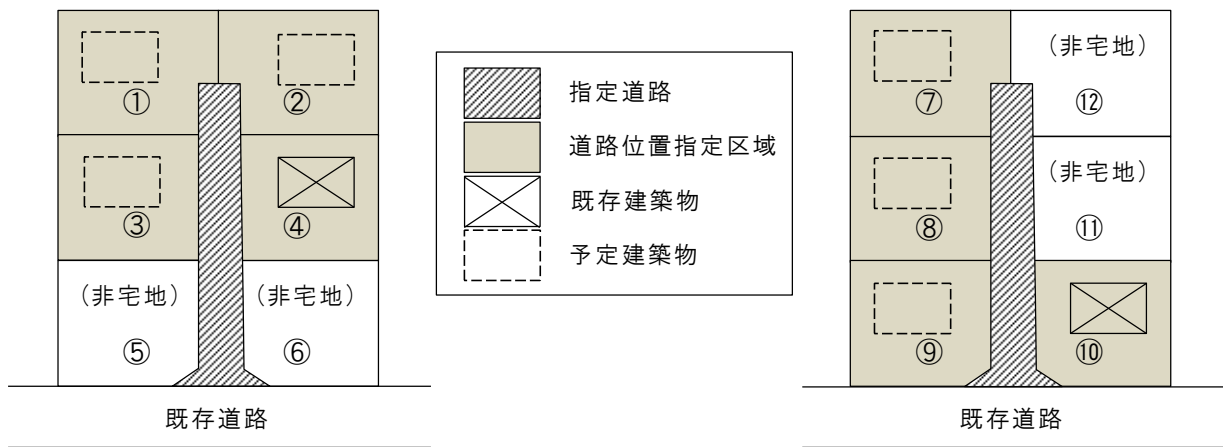 ① ②
③ ④
(非宅地) (非宅地)
⑤ ⑥
既存道路
指定道路
道路位置指定区域
既存建築物
予定建築物
(非宅地)
⑦ ⑫
(非宅地)
⑧ ⑪
⑨ ⑩
既存道路